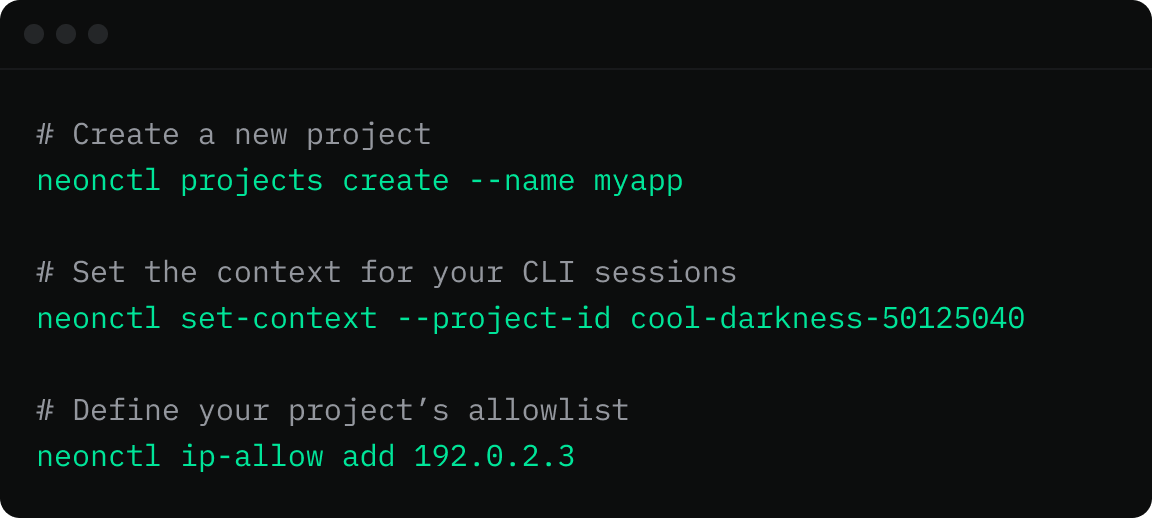 # Create a new project
neonctl projects create --name myapp
# Set the context for your CLI sessions
neonctl set-context --project-id cool-darkness-50125040
# Define your project’s allowlist
neonctl ip-allow add 192.0.2.3